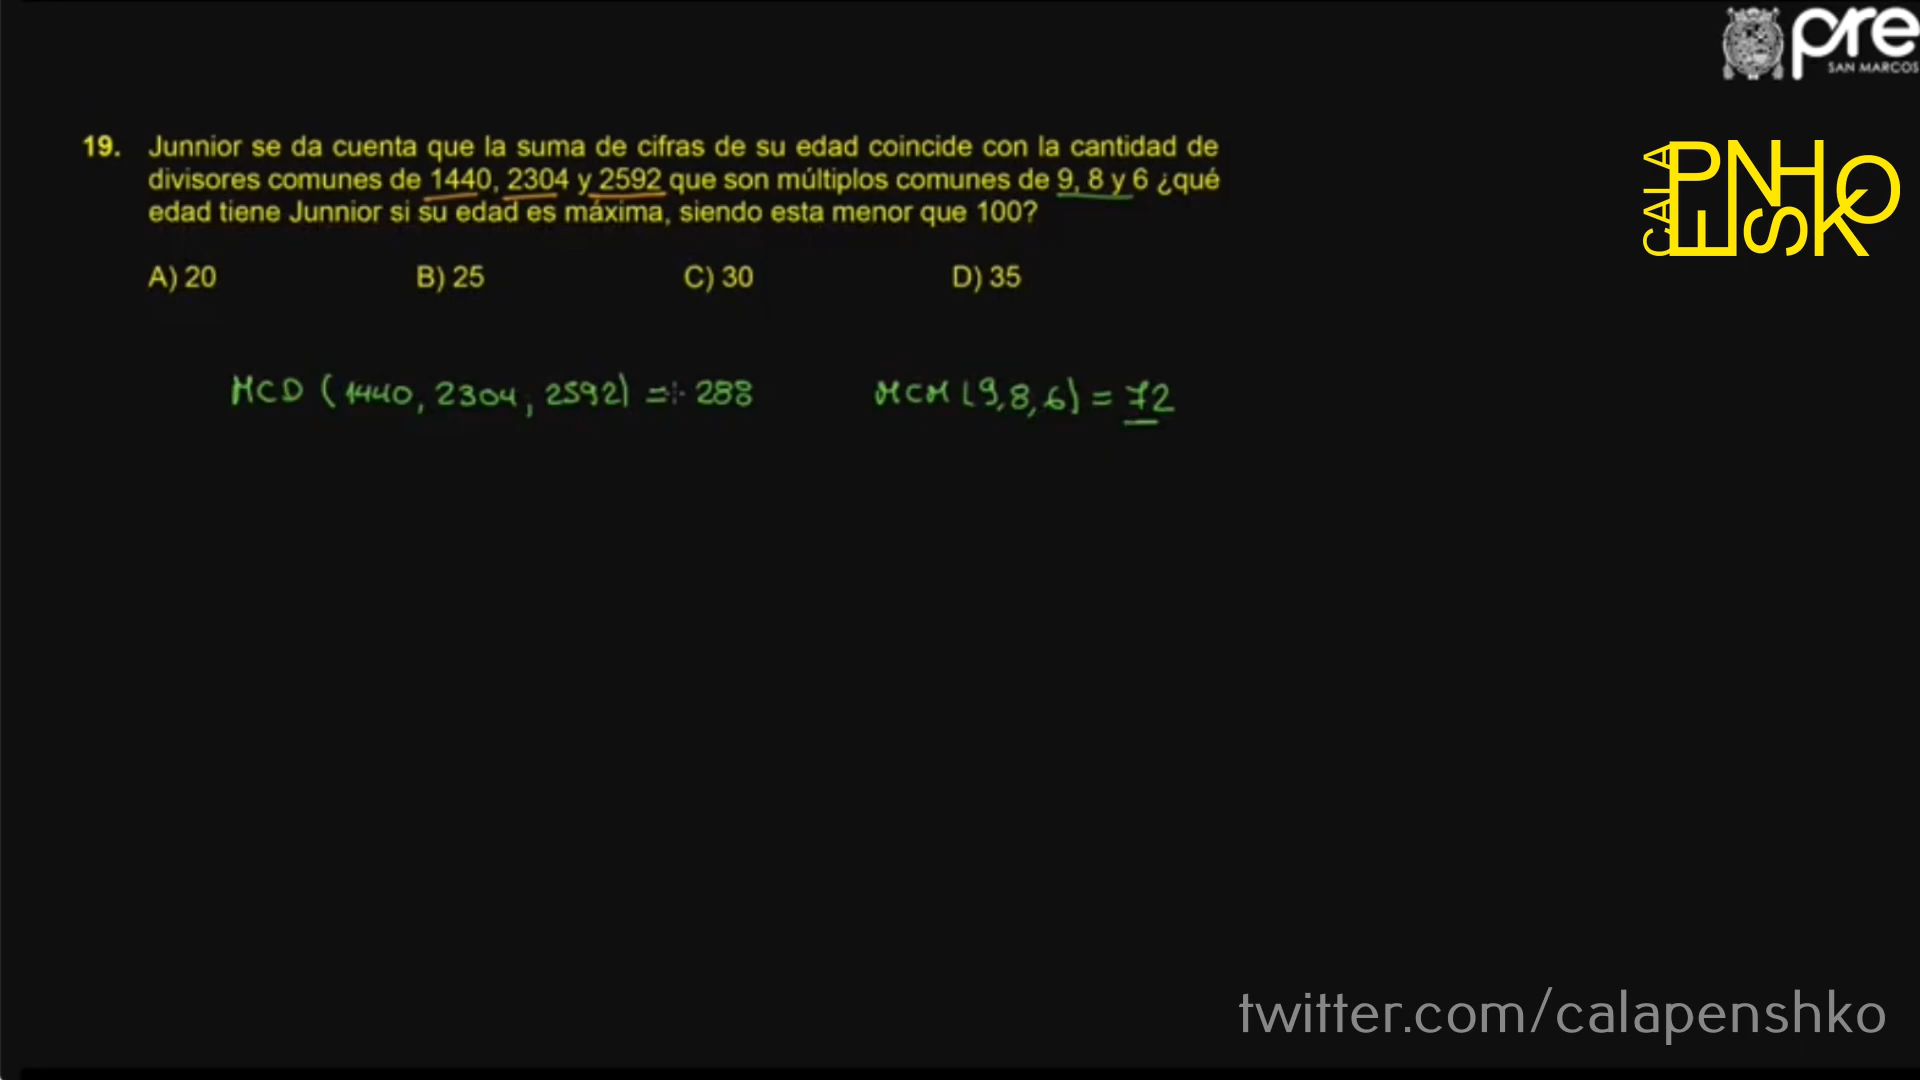 pre
SAN MARCOS
CALA
PENSHKO
19. Junnior se da cuenta que la suma de cifras de su edad coincide con la cantidad de
divisores comunes de 1440, 2304 y 2592 que son múltiplos comunes de 9, 8 y 6 ¿qué
edad tiene Junnior si su edad es máxima, siendo esta menor que 100?
A) 20 B) 25 C) 30 D) 35
MCD (1440, 2304, 2592) = 288 MCM (9,8,6) = 72
twitter.com/calapenshko